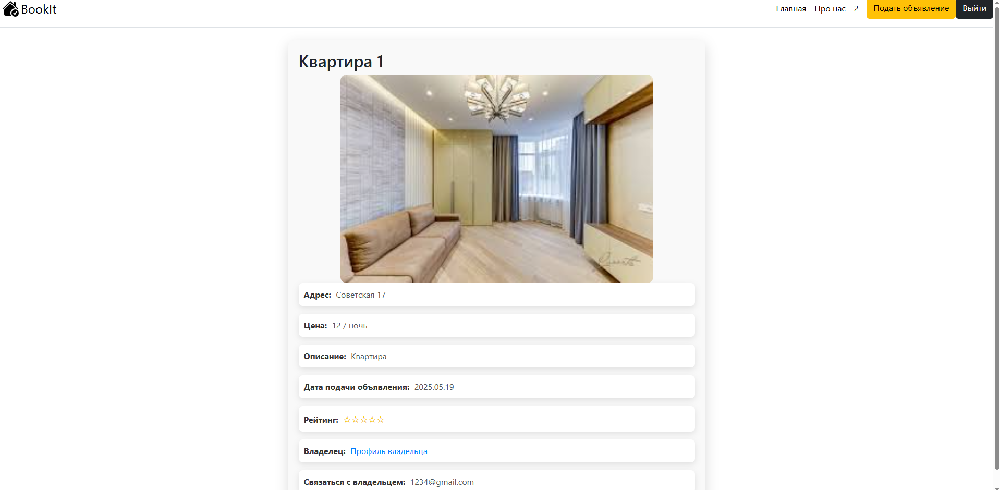 BookIt
Главная Про нас 2 Подать объявление Выйти
Квартира 1
Адрес: Советская 17
Цена: 12 / ночь
Описание: Квартира
Дата подачи объявления: 2025.05.19
Рейтинг: ☆☆☆☆☆
Владелец: Профиль владельца
Связаться с владельцем: 1234@gmail.com